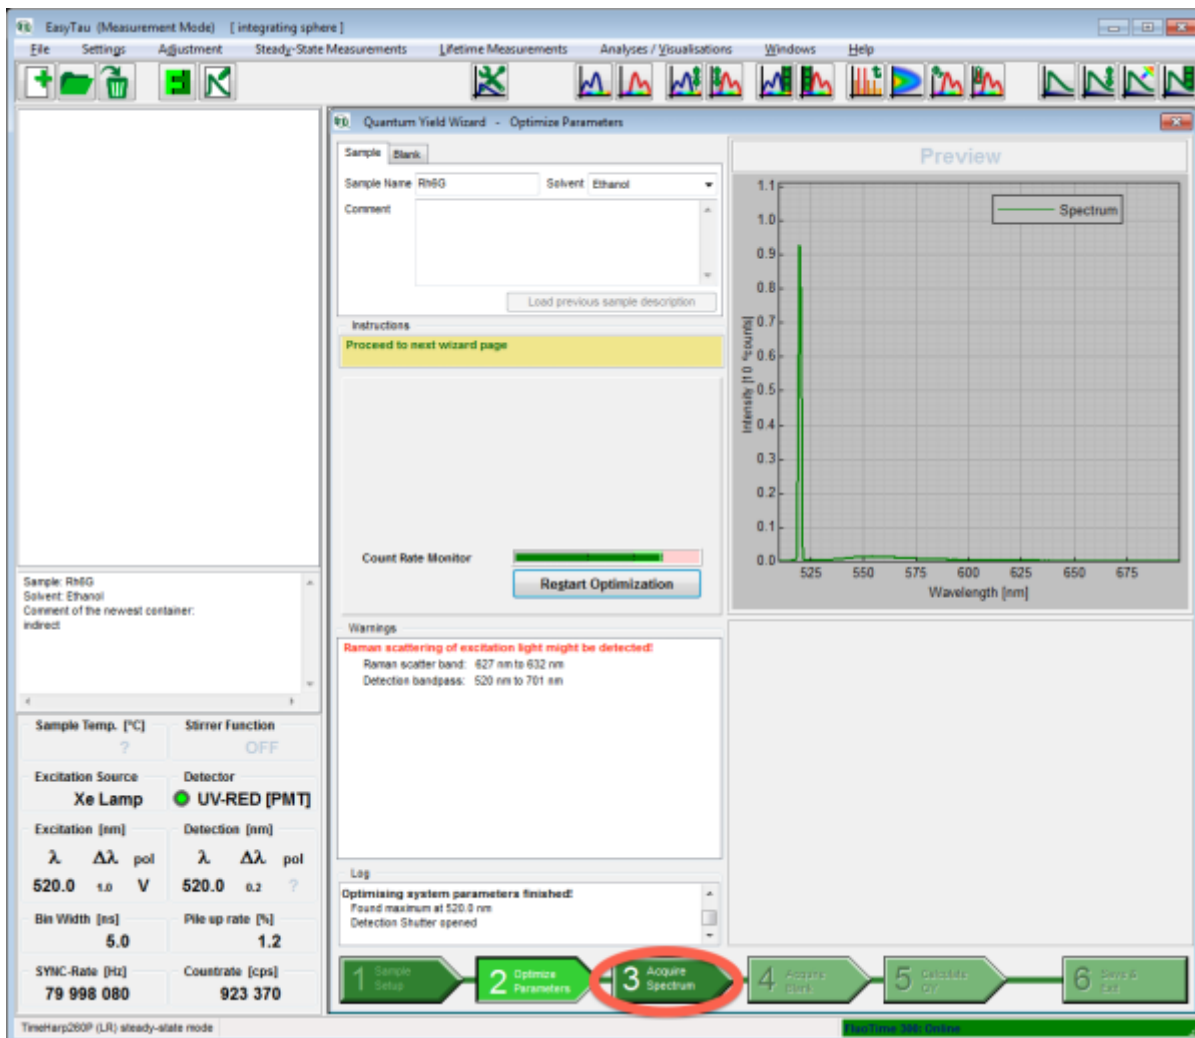 EasyTau (Measurement Mode) [ integrating sphere ]
File Settings Adjustment Steady-State Measurements Lifetime Measurements Analyses / Visualisations Windows Help
Quantum Yield Wizard - Optimize Parameters
Sample Blank
Sample Name Rh6G Solvent Ethanol
Comment
Load previous sample description
Instructions
Proceed to next wizard page
Count Rate Monitor
Restart Optimization
Warnings
Raman scattering of excitation light might be detected!
Raman scatter band: 627 nm to 632 nm
Detection bandpass: 520 nm to 701 nm
Log
Optimising system parameters finished!
Found maximum at 520.0 nm
Detection Shutter opened
Preview
Spectrum
1.1
1.0
0.9
0.8
0.7
0.6
0.5
0.4
0.3
0.2
0.1
0.0
525 550 575 600 625 650 675
Wavelength [nm]
Sample: Rh6G
Solvent: Ethanol
Comment of the newest container:
indirect
Sample Temp. [°C] Stirrer Function
? OFF
Excitation Source Detector
Xe Lamp UV-RED [PMT]
Excitation [nm] Detection [nm]
λ Δλ pol λ Δλ pol
520.0 1.0 V 520.0 0.2 ?
Bin Width [ns] Pile up rate [%]
5.0 1.2
SYNC-Rate [Hz] Countrate [cps]
79 998 080 923 370
1 Sample Setup
2 Optimize Parameters
3 Acquire Spectrum
4 Acquire Blank
5 Calculate QY
6 Save & Exit
TimeHarp260P (LR) steady-state mode
FluoTime 300: Online